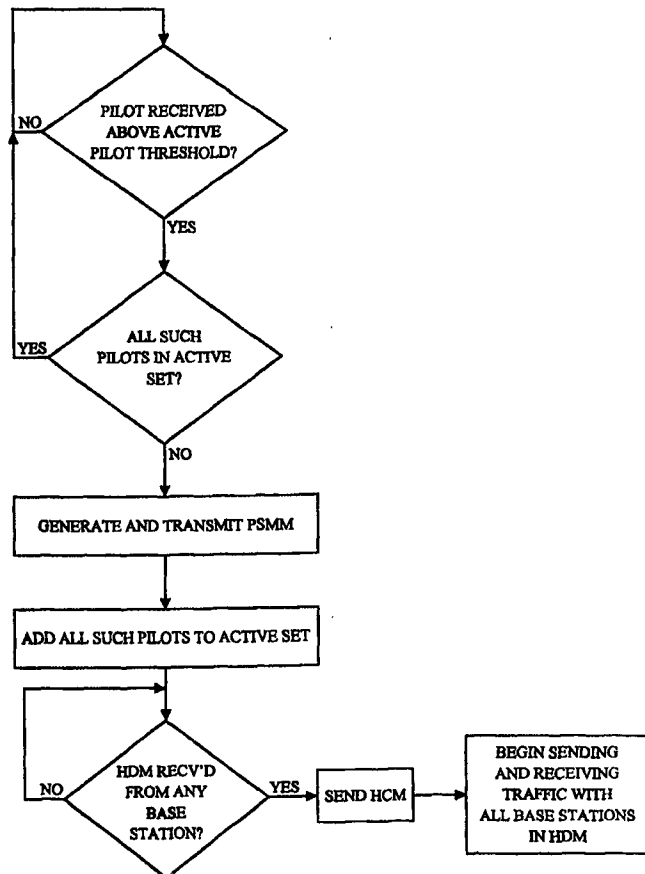 PILOT RECEIVED
ABOVE ACTIVE
PILOT THRESHOLD?
NO
YES
ALL SUCH
PILOTS IN ACTIVE
SET?
YES
NO
GENERATE AND TRANSMIT PSMM
ADD ALL SUCH PILOTS TO ACTIVE SET
HDM RECV'D
FROM ANY
BASE
STATION?
NO
YES
SEND HCM
BEGIN SENDING
AND RECEIVING
TRAFFIC WITH
ALL BASE STATIONS
IN HDM